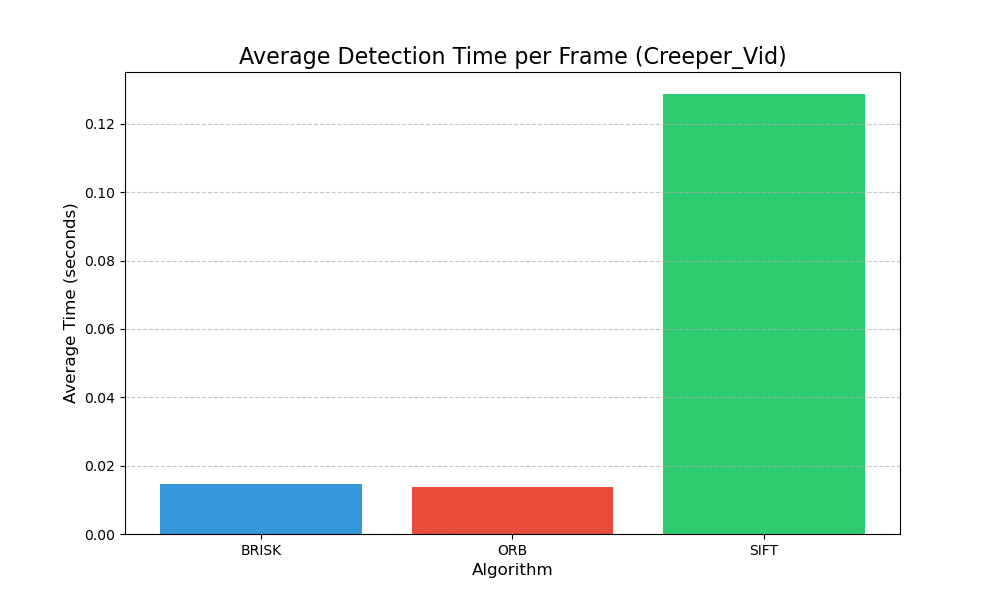 Average Detection Time per Frame (Creeper_Vid)
Average Time (seconds)
0.12
0.10
0.08
0.06
0.04
0.02
0.00
BRISK
ORB
SIFT
Algorithm